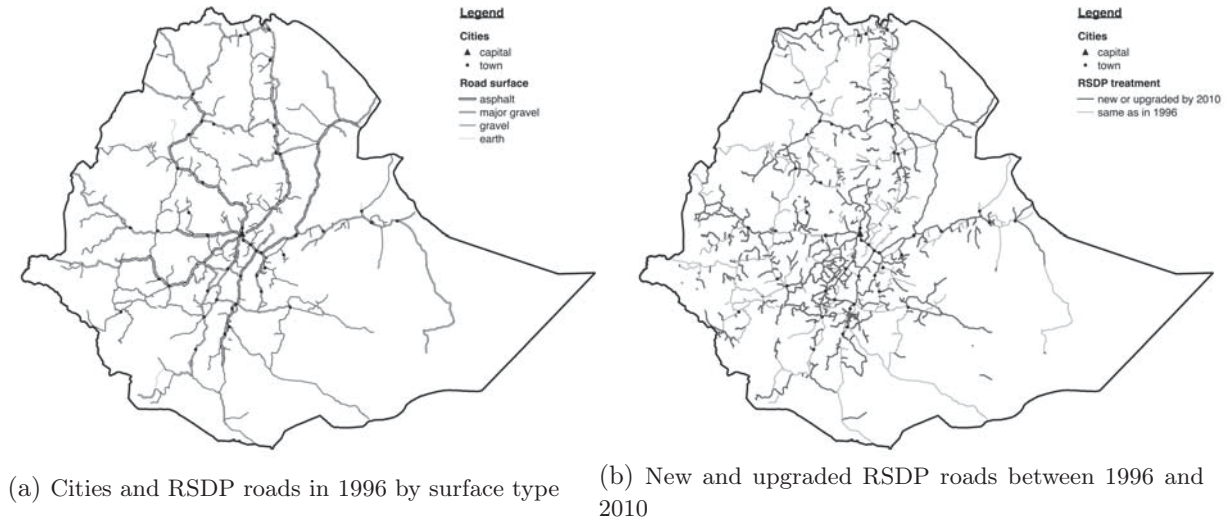 Legend
Cities
capital
town
Road surface
asphalt
major gravel
gravel
earth
Legend
Cities
capital
town
RSDP treatment
new or upgraded by 2010
same as in 1996
(a) Cities and RSDP roads in 1996 by surface type
(b) New and upgraded RSDP roads between 1996 and
2010